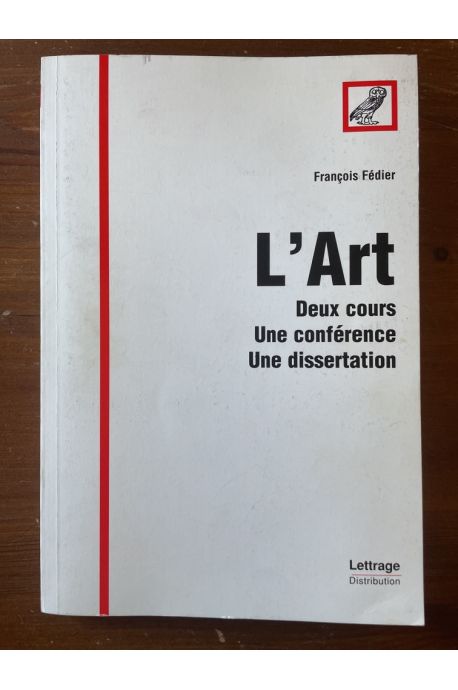 François Fédier
L'Art
Deux cours
Une conférence
Une dissertation
Lettrage
Distribution